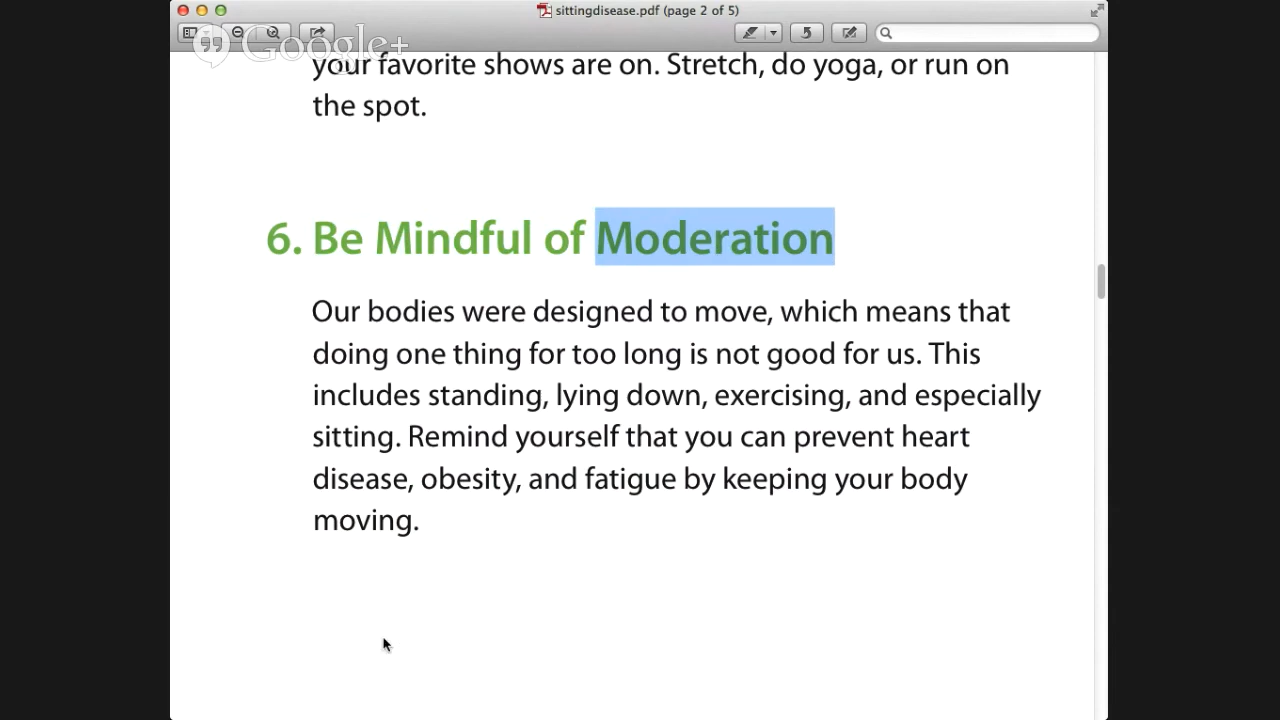 sittingdisease.pdf (page 2 of 5)
Google+
your favorite shows are on. Stretch, do yoga, or run on
the spot.
6. Be Mindful of Moderation
Our bodies were designed to move, which means that
doing one thing for too long is not good for us. This
includes standing, lying down, exercising, and especially
sitting. Remind yourself that you can prevent heart
disease, obesity, and fatigue by keeping your body
moving.